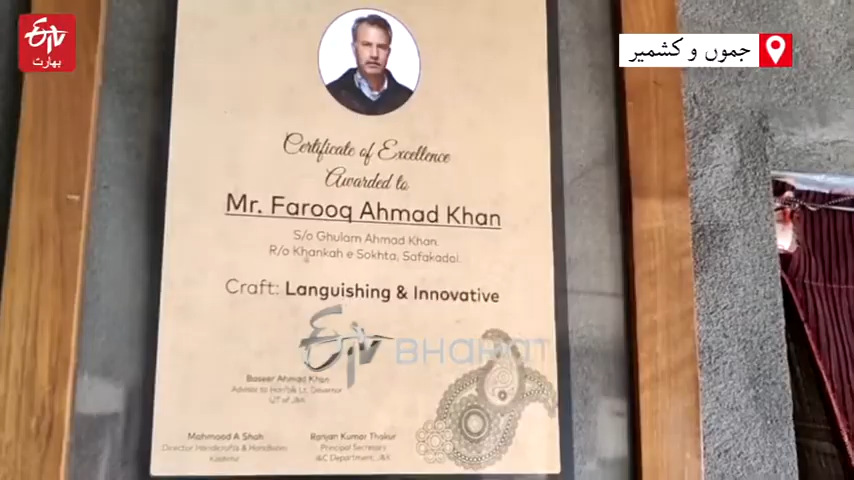 ETV
بھارت
جموں و کشمیر
Certificate of Excellence
Awarded to
Mr. Farooq Ahmad Khan
S/o Ghulam Ahmad Khan.
R/o Khankah e Sokhta, Safakadal.
Craft: Languishing & Innovative
ETV BHARAT
Baseer Ahmad Khan
Advisor to Hon'ble Lt. Governor
UT of J&K
Mahmood A Shah
Director Handicrafts & Handloom
Kashmir
Ranjan Kumar Thakur
Principal Secretary
I&C Department, J&K